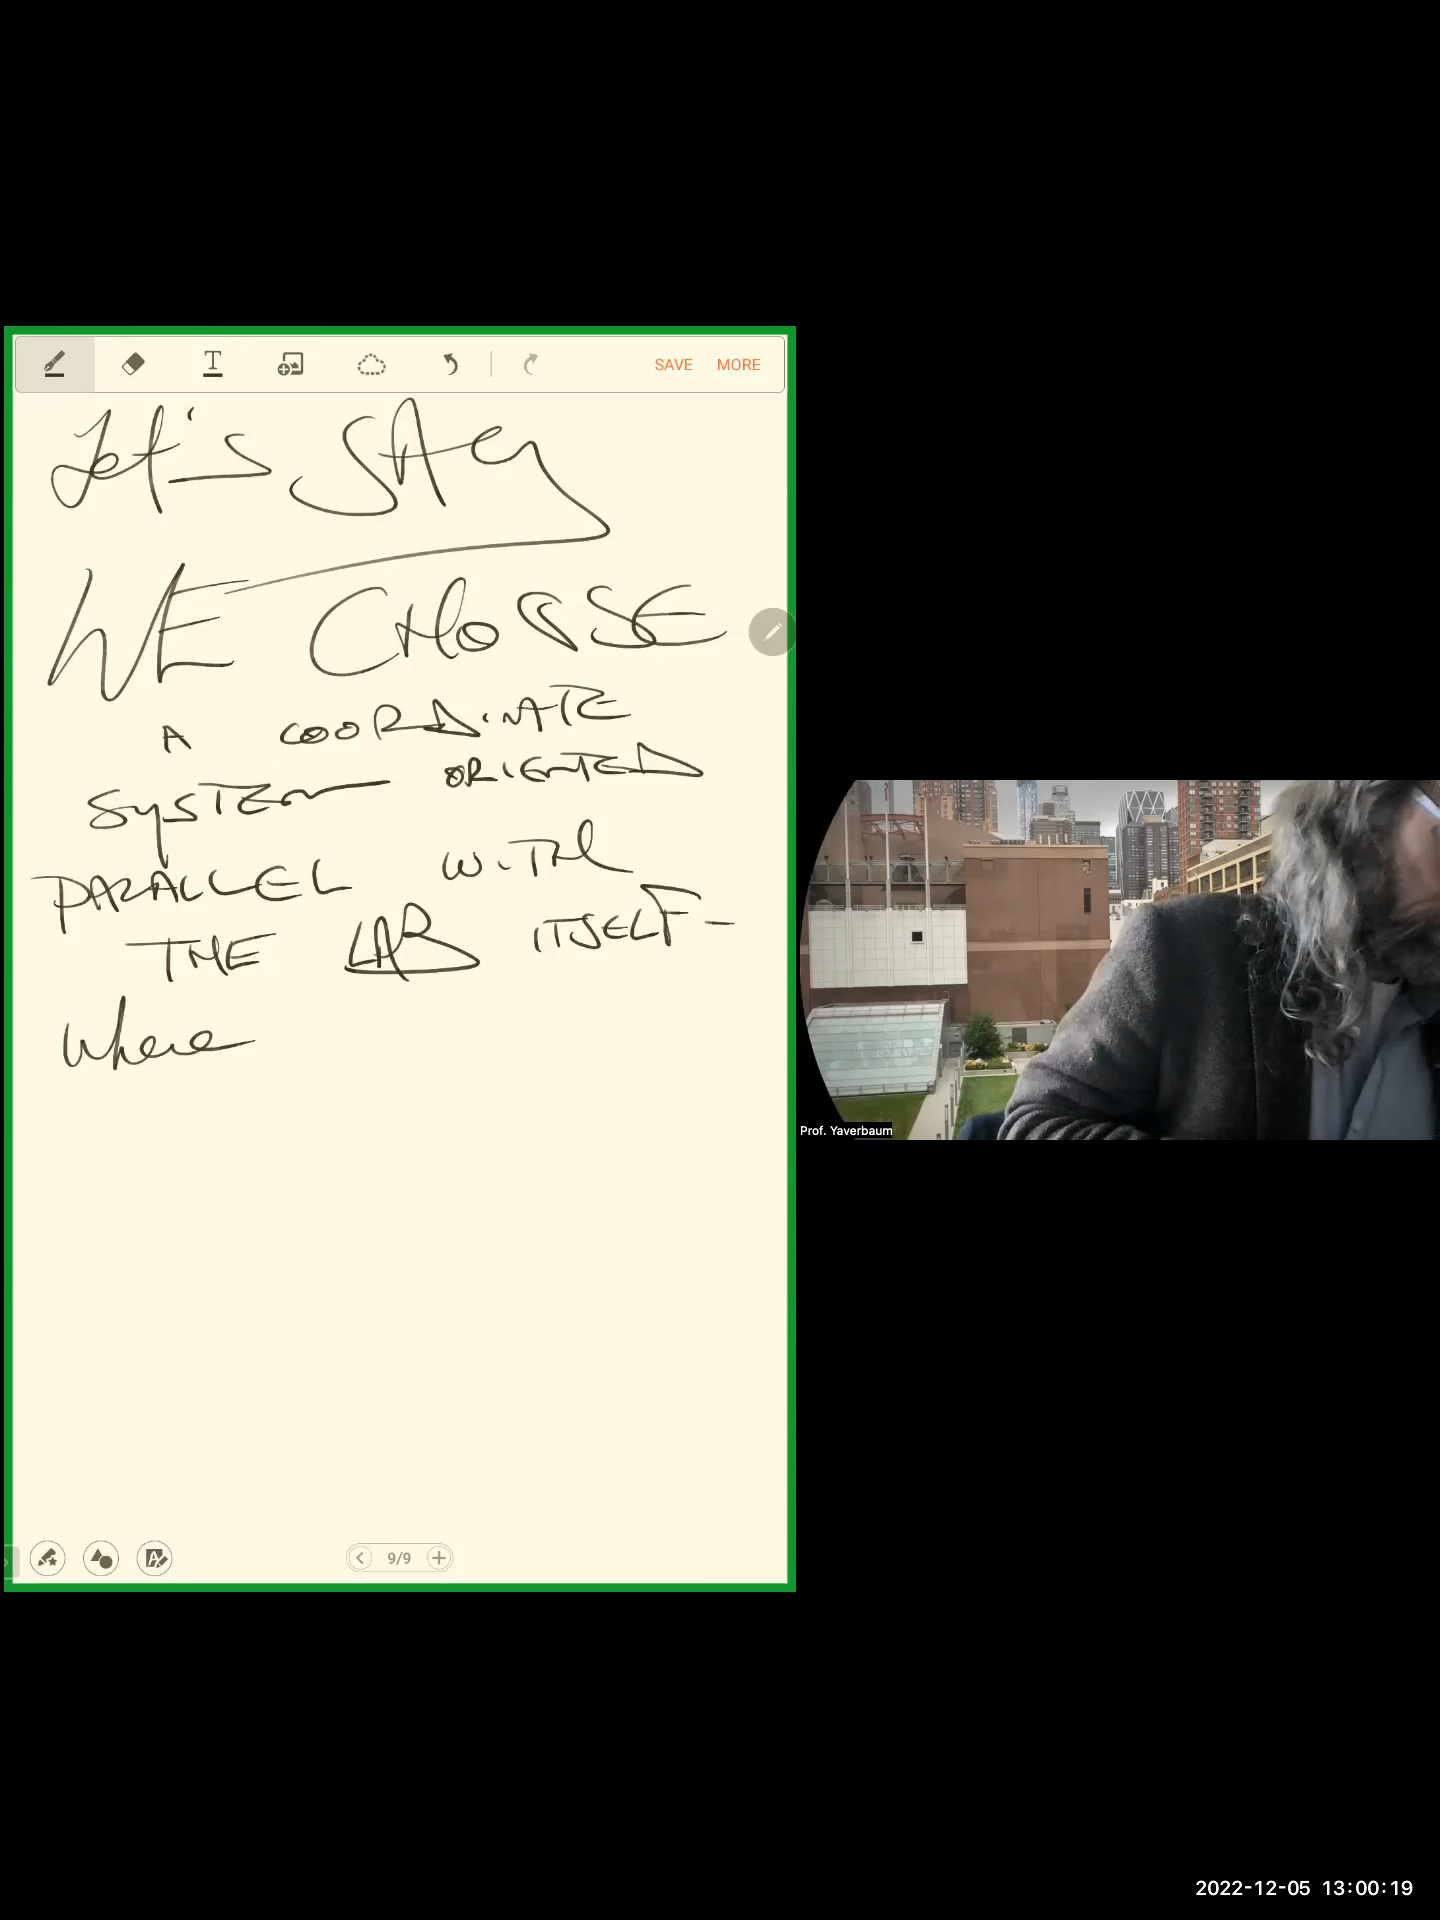 T
SAVE MORE
Let's SAy
WE CHOOSE
A COORDINATE
SySTEM ORIENTED
PARALLEL WITH
THE LAB ITSELF -
where
Prof. Yaverbaum
A
9/9
2022-12-05 13:00:19